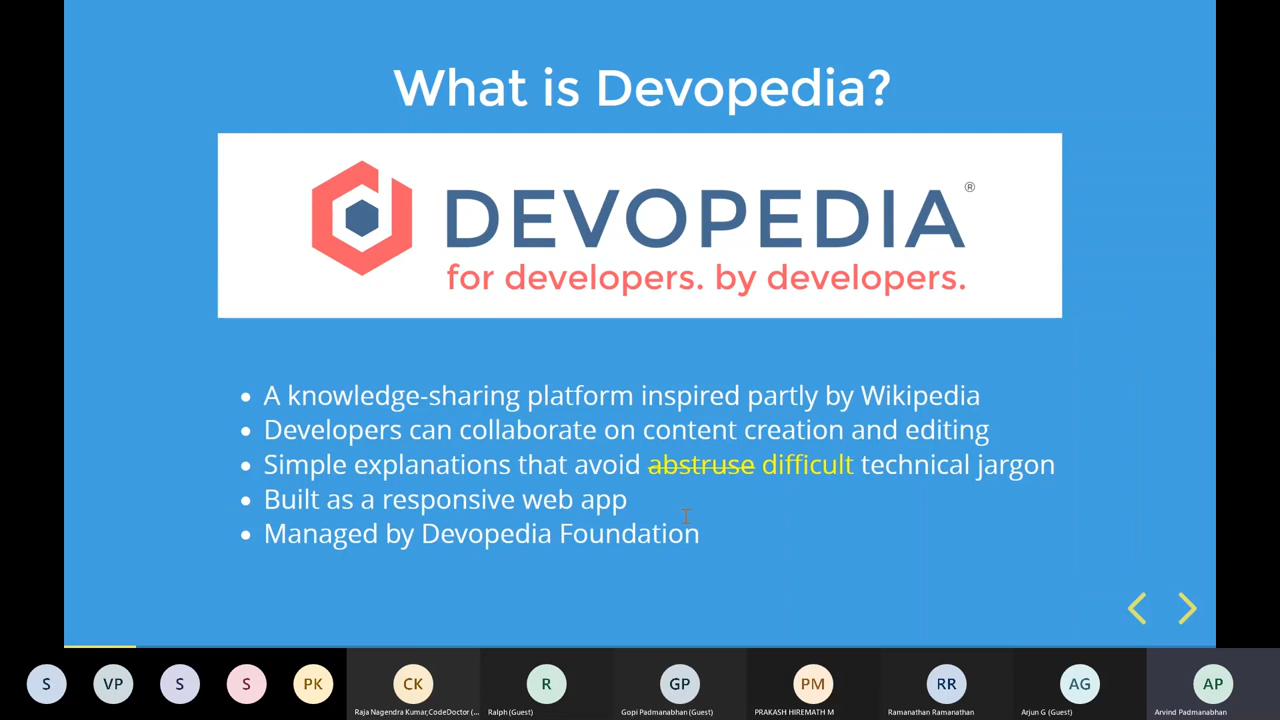 What is Devopedia?
DEVOPEDIA®
for developers. by developers.
• A knowledge-sharing platform inspired partly by Wikipedia
• Developers can collaborate on content creation and editing
• Simple explanations that avoid abstruse difficult technical jargon
• Built as a responsive web app
• Managed by Devopedia Foundation
S VP S S PK CK R GP PM RR AG AP
Raja Nagendra Kumar,CodeDoctor (... Ralph (Guest) Gopi Padmanabhan (Guest) PRAKASH HIREMATH M Ramanathan Ramanathan Arjun G (Guest) Arvind Padmanabhan